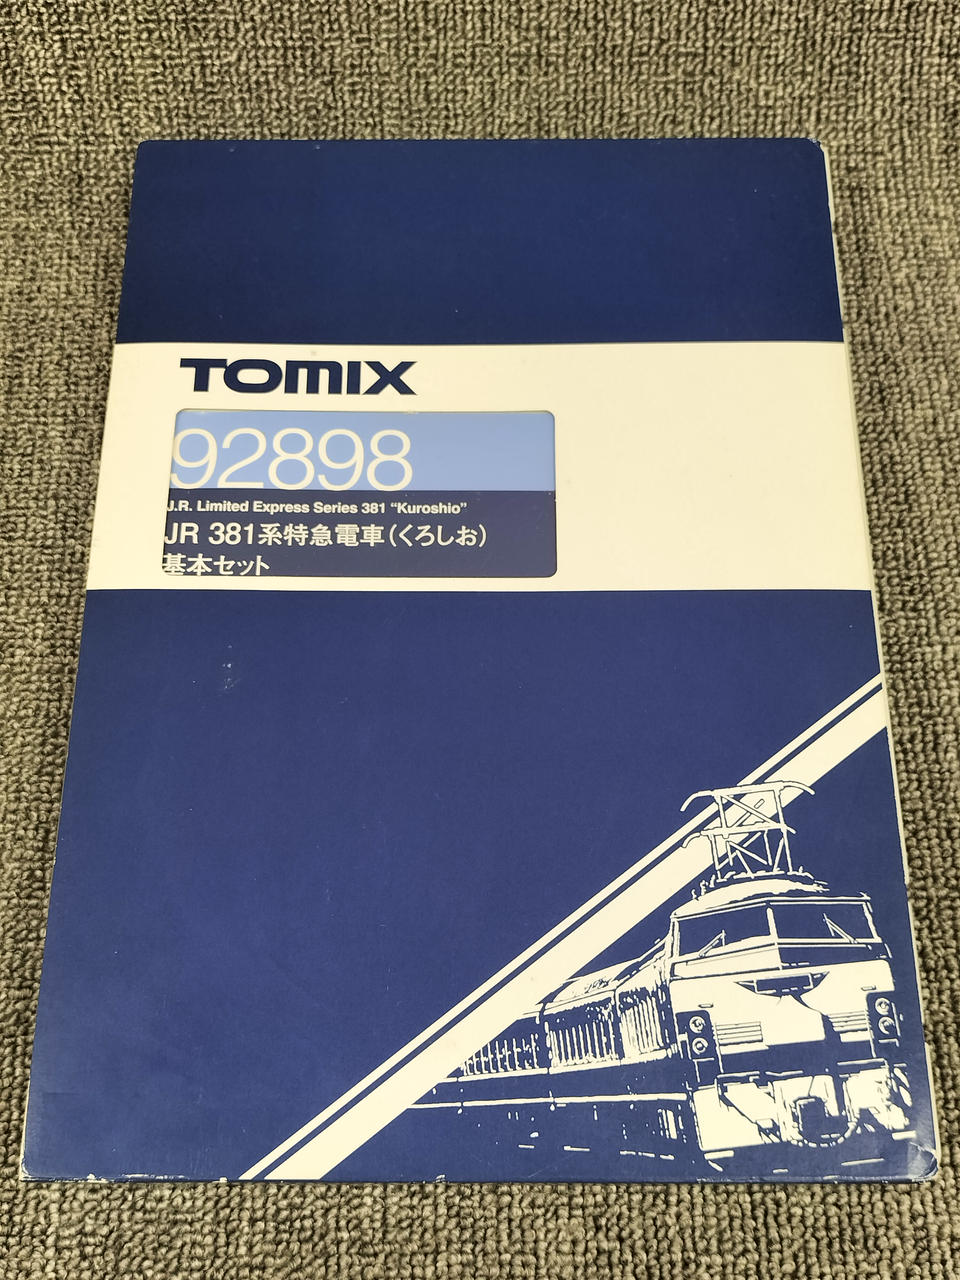 TOMIX
92898
J.R. Limited Express Series 381 “Kuroshio”
JR 381系特急電車(くろしお)
基本セット